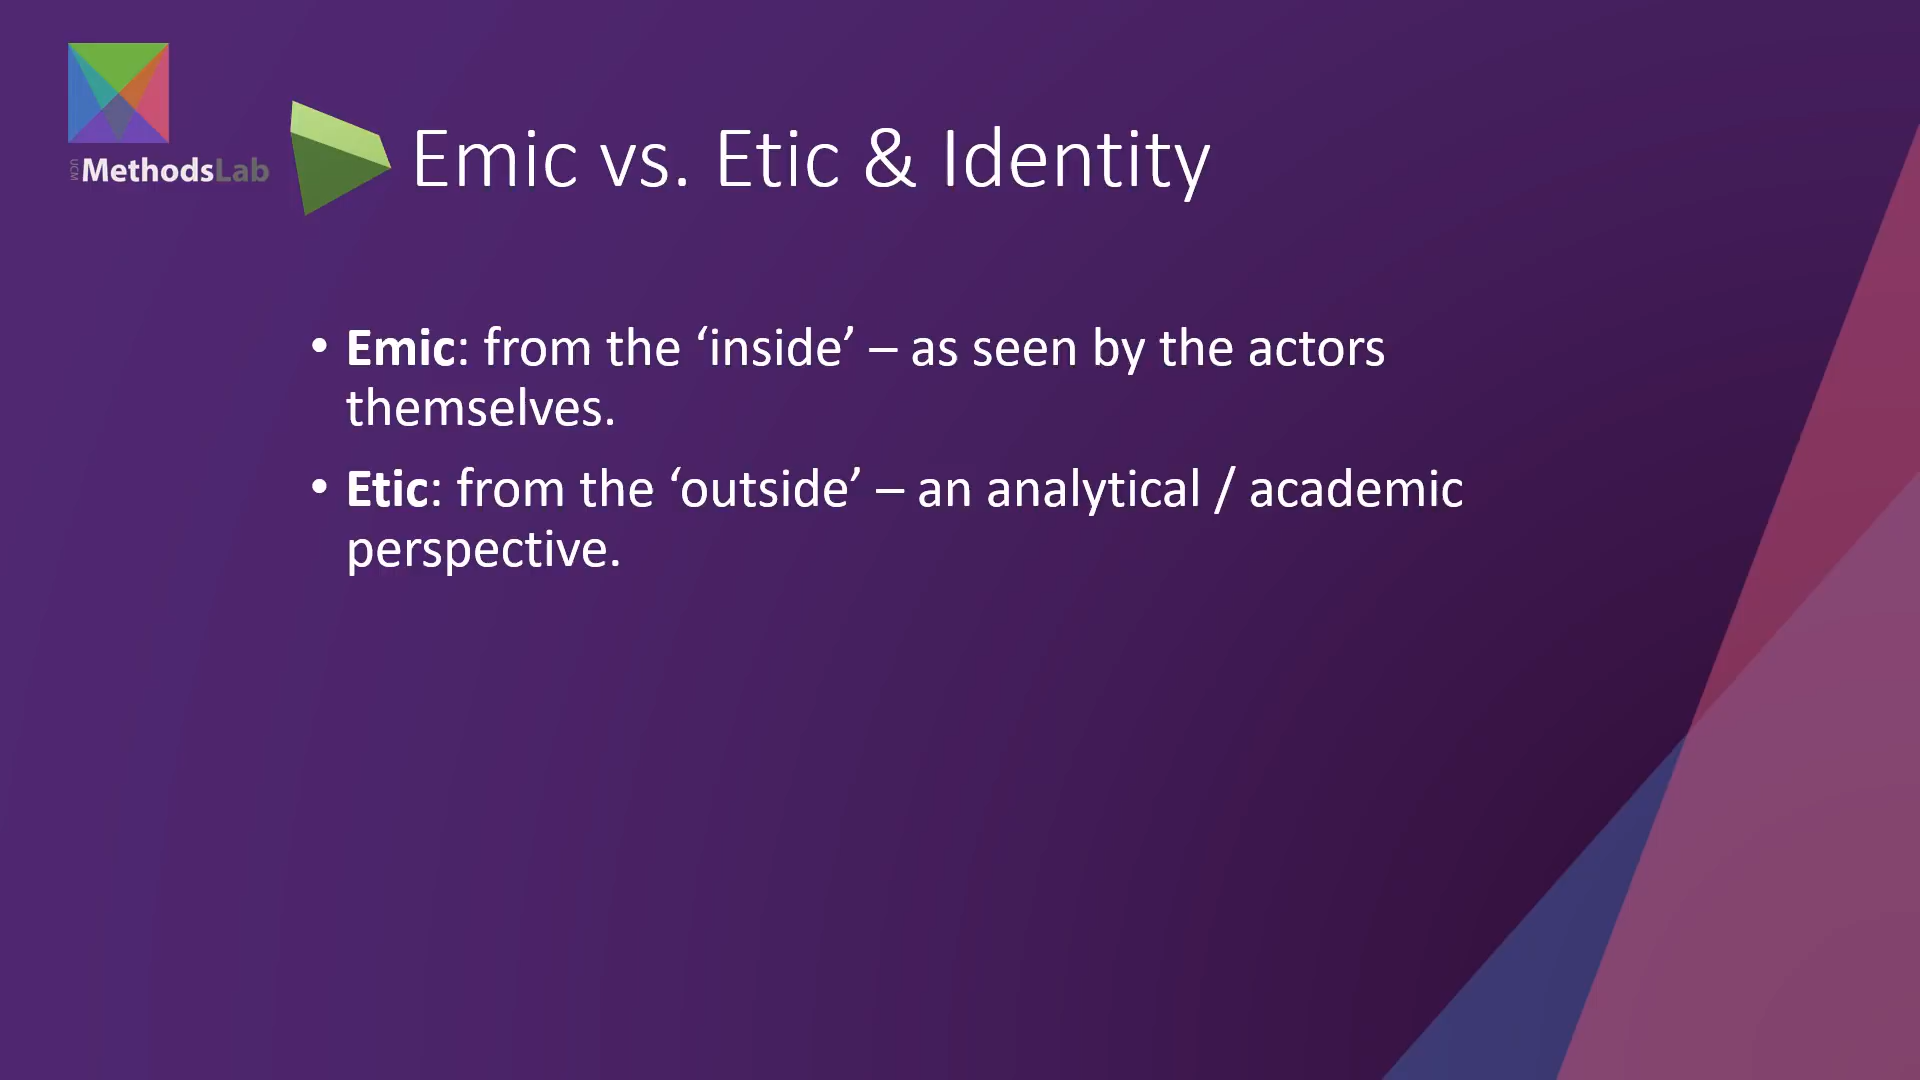 UCM MethodsLab
Emic vs. Etic & Identity
• Emic: from the ‘inside’ – as seen by the actors
themselves.
• Etic: from the ‘outside’ – an analytical / academic
perspective.